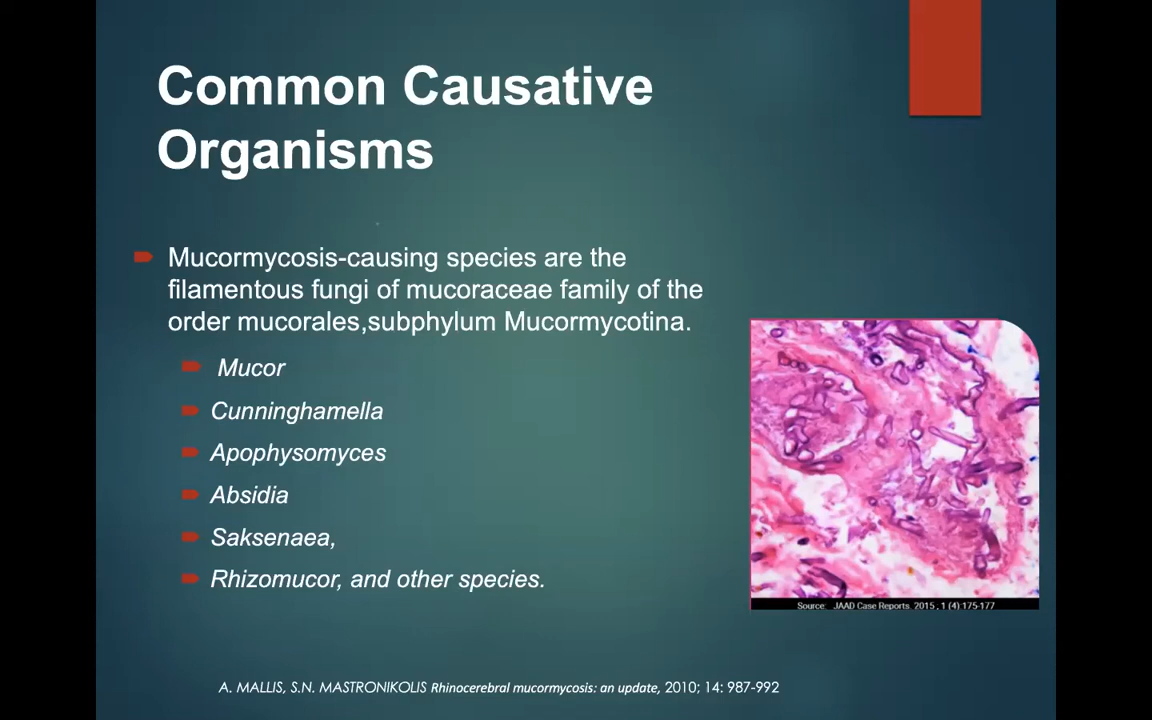 Common Causative
Organisms
Mucormycosis-causing species are the
filamentous fungi of mucoraceae family of the
order mucorales,subphylum Mucormycotina.
Mucor
Cunninghamella
Apophysomyces
Absidia
Saksenaea,
Rhizomucor, and other species.
Source: JAAD Case Reports. 2015 , 1 (4):175-177
A. MALLIS, S.N. MASTRONIKOLIS Rhinocerebral mucormycosis: an update, 2010; 14: 987-992